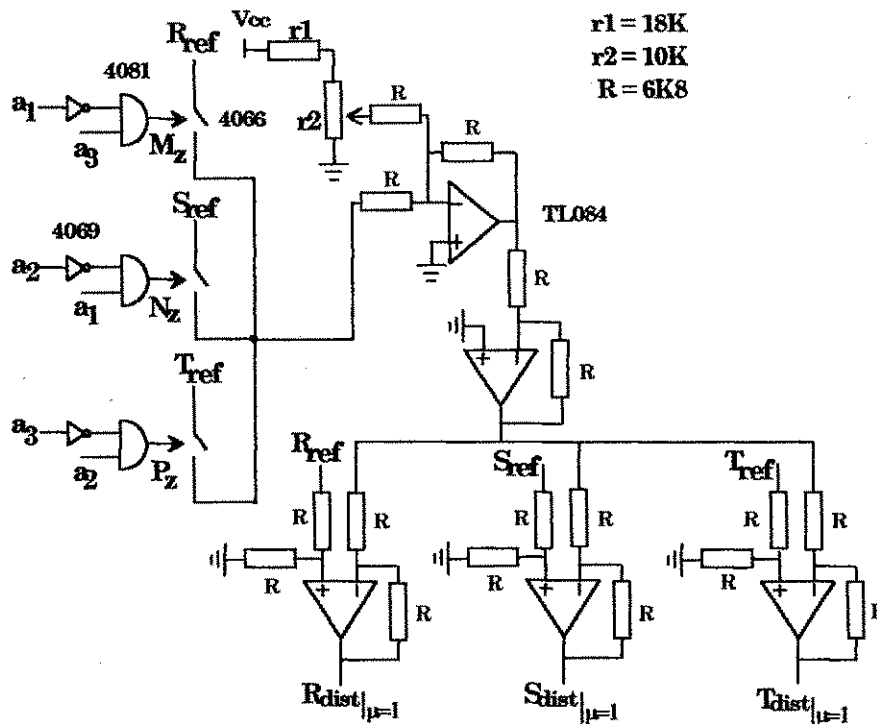 Vcc
r1
r1 = 18K
r2 = 10K
R = 6K8
Rref
4081
a1
a3
Mz
4066
r2
R
R
R
Sref
TL084
4069
a2
a1
Nz
R
R
Tref
a3
a2
Pz
Rref
Sref
Tref
R
R
R
R
R
R
R
R
R
R
R
R
Rdist|μ=1
Sdist|μ=1
Tdist|μ=1